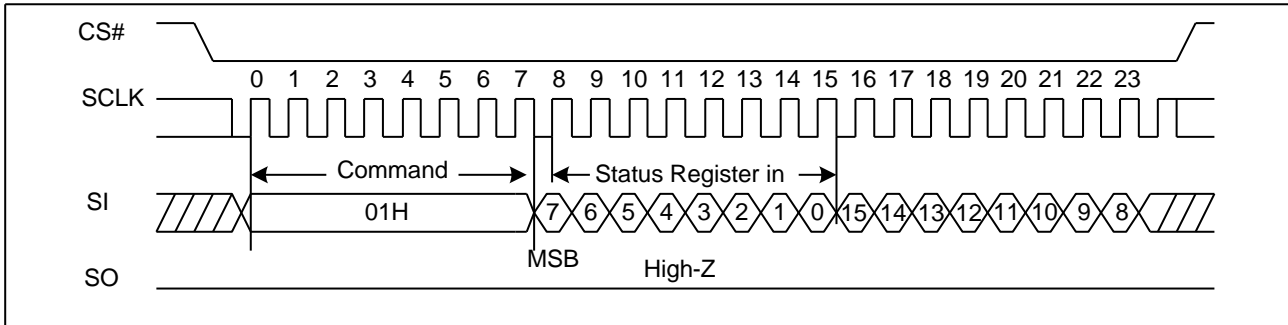 CS#
0 1 2 3 4 5 6 7 8 9 10 11 12 13 14 15 16 17 18 19 20 21 22 23
SCLK
Command Status Register in
SI 01H 7 6 5 4 3 2 1 0 15 14 13 12 11 10 9 8
MSB
SO High-Z